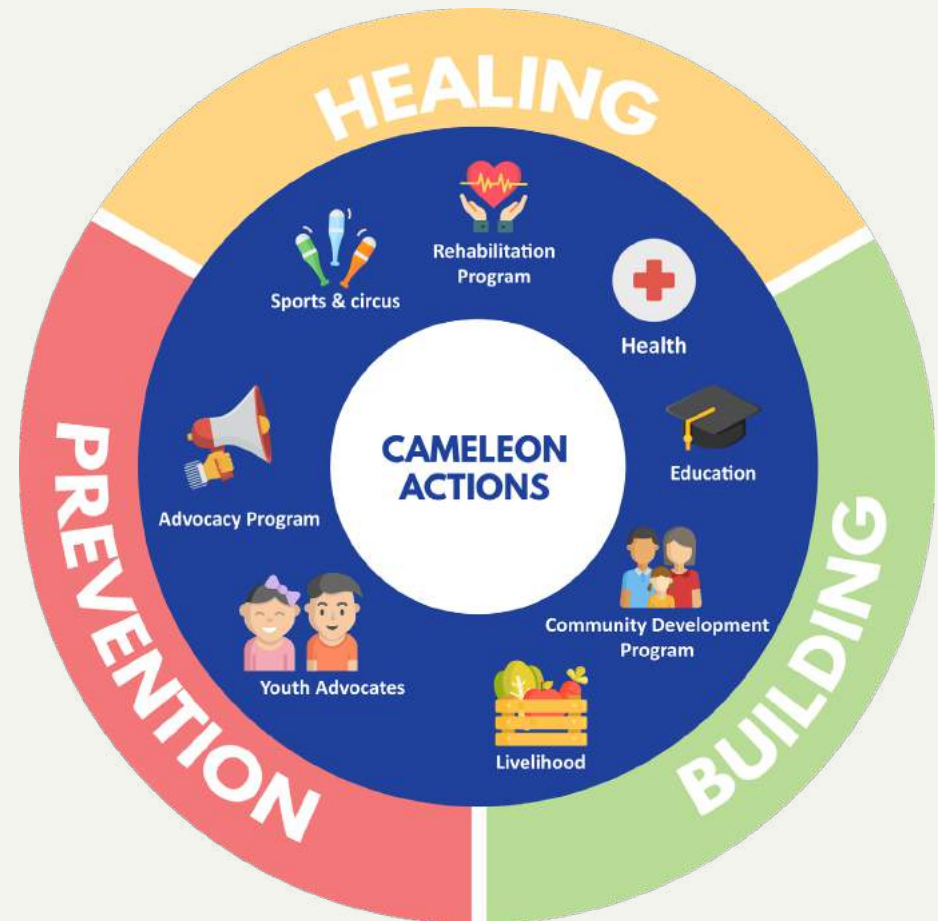 HEALING
Rehabilitation
Program
Sports & circus
Health
CAMELEON
ACTIONS
Education
Advocacy Program
Community Development
Program
Youth Advocates
Livelihood
PREVENTION
BUILDING